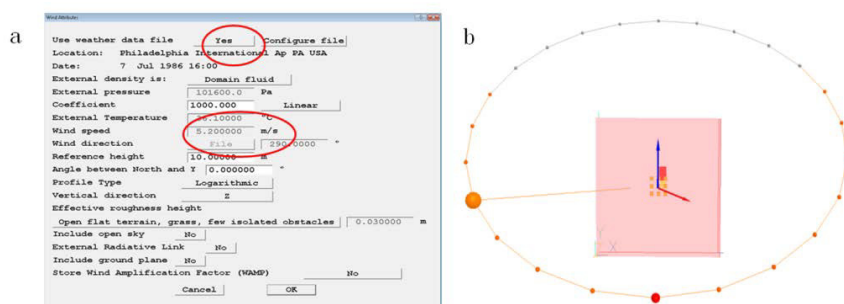 a
Wind Attributes
Use weather data file Yes Configure file
Location: Philadelphia International Ap PA USA
Date: 7 Jul 1986 16:00
External density is: Domain fluid
External pressure 101600.0 Pa
Coefficient 1000.000 Linear
External Temperature 36.10000 °C
Wind speed 5.200000 m/s
Wind direction File 290.0000 °
Reference height 10.00000 m
Angle between North and Y 0.000000 °
Profile Type Logarithmic
Vertical direction Z
Effective roughness height
Open flat terrain, grass, few isolated obstacles 0.030000 m
Include open sky No
External Radiative Link No
Include ground plane No
Store Wind Amplification Factor (WAMP) No
Cancel OK
b
Y
X